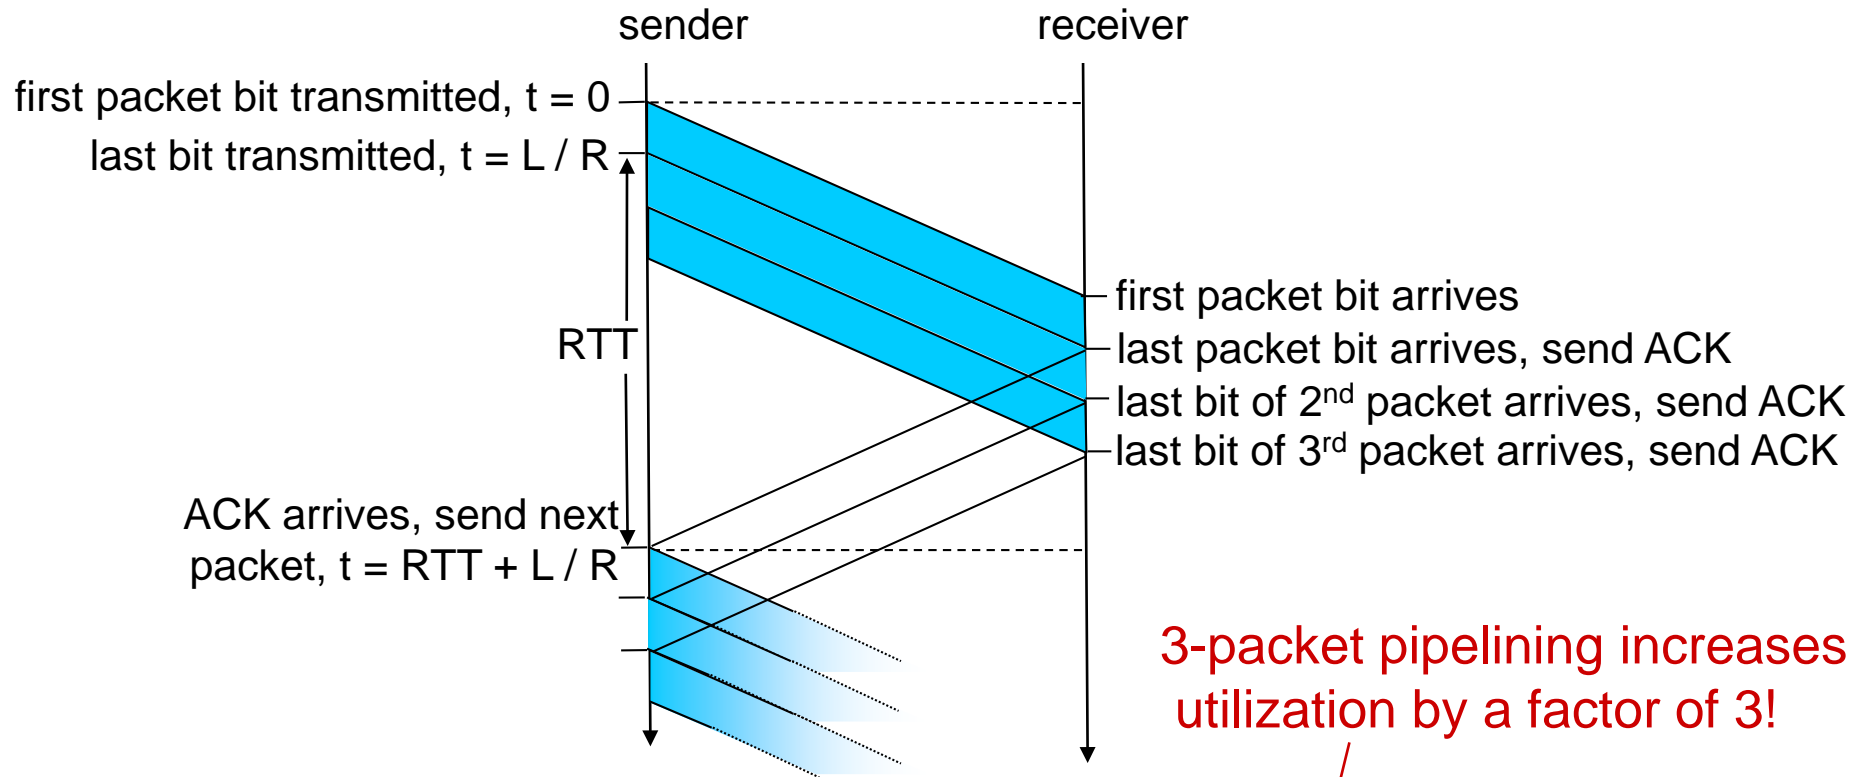 sender
receiver
first packet bit transmitted, t = 0
last bit transmitted, t = L / R
first packet bit arrives
RTT
last packet bit arrives, send ACK
last bit of 2nd packet arrives, send ACK
last bit of 3rd packet arrives, send ACK
ACK arrives, send next
packet, t = RTT + L / R
3-packet pipelining increases
utilization by a factor of 3!